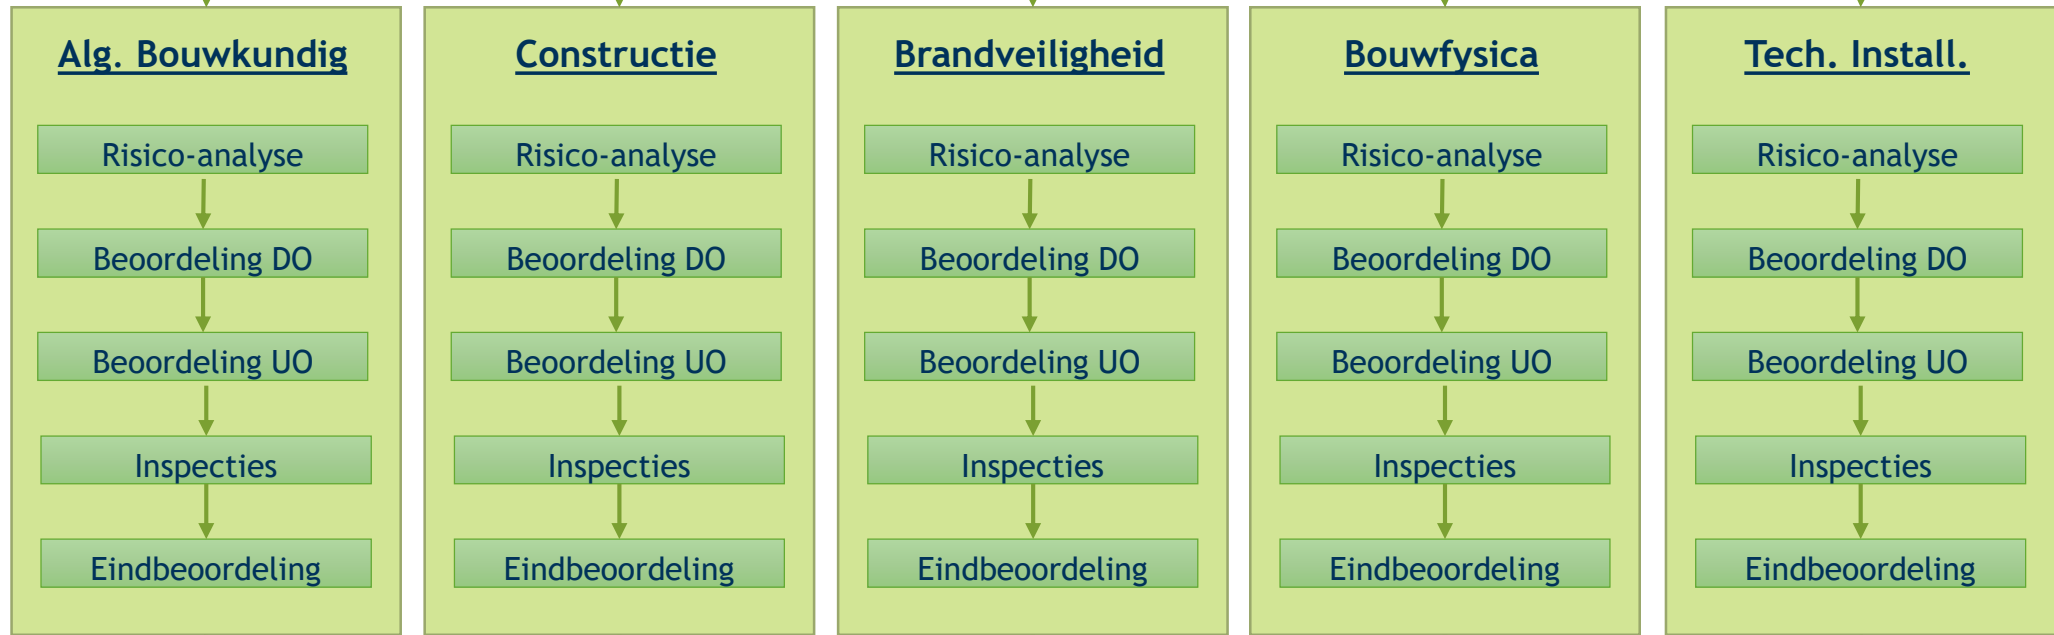 Alg. Bouwkundig
Risico-analyse
Beoordeling DO
Beoordeling UO
Inspecties
Eindbeoordeling
Constructie
Risico-analyse
Beoordeling DO
Beoordeling UO
Inspecties
Eindbeoordeling
Brandveiligheid
Risico-analyse
Beoordeling DO
Beoordeling UO
Inspecties
Eindbeoordeling
Bouwfysica
Risico-analyse
Beoordeling DO
Beoordeling UO
Inspecties
Eindbeoordeling
Tech. Install.
Risico-analyse
Beoordeling DO
Beoordeling UO
Inspecties
Eindbeoordeling